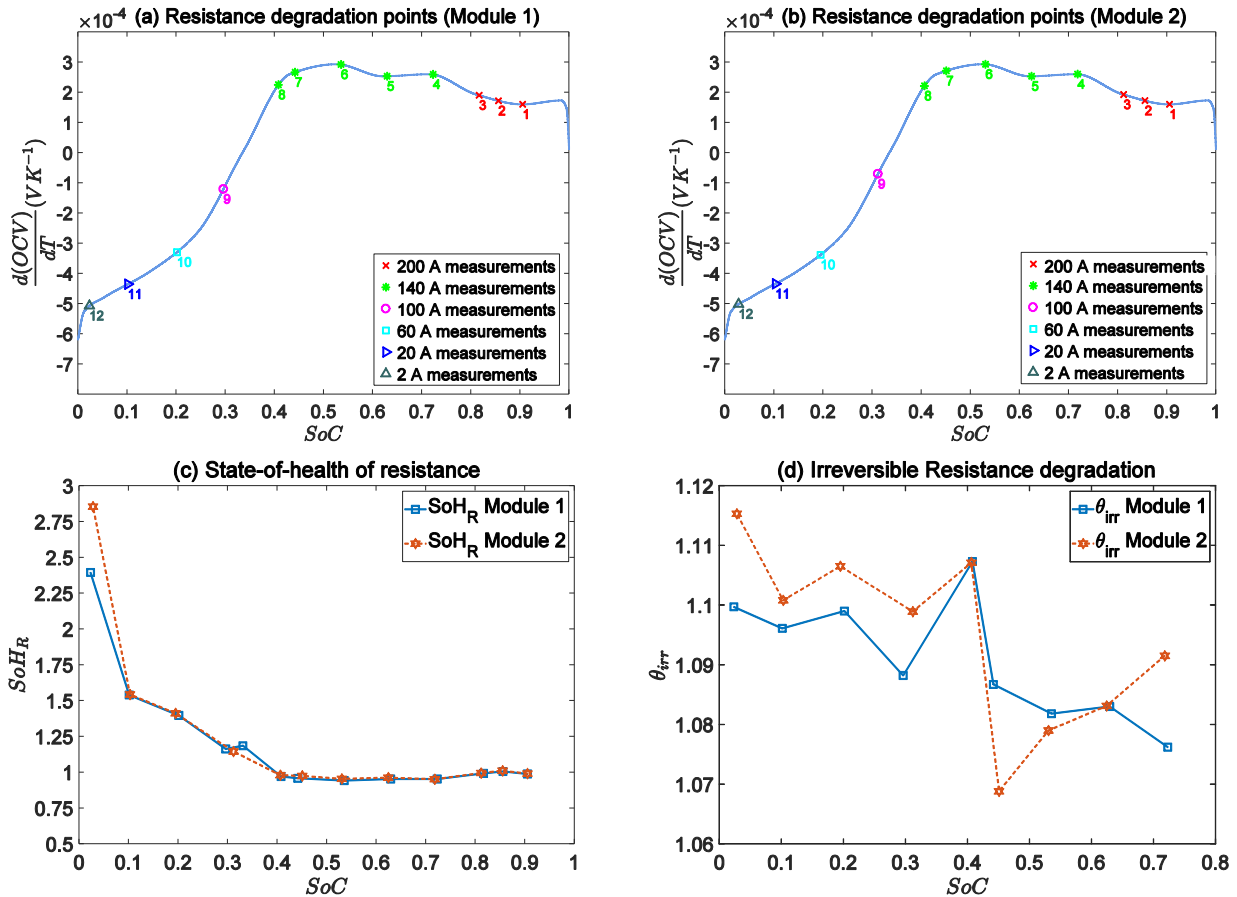 (a) Resistance degradation points (Module 1)
×10⁻⁴
3
2
1
0
-1
-2
-3
-4
-5
-6
-7
d(OCV)/dT (VK⁻¹)
1
2
3
4
5
6
7
8
9
10
11
12
200 A measurements
140 A measurements
100 A measurements
60 A measurements
20 A measurements
2 A measurements
0 0.1 0.2 0.3 0.4 0.5 0.6 0.7 0.8 0.9 1
SoC
(b) Resistance degradation points (Module 2)
×10⁻⁴
3
2
1
0
-1
-2
-3
-4
-5
-6
-7
d(OCV)/dT (VK⁻¹)
1
2
3
4
5
6
7
8
9
10
11
12
200 A measurements
140 A measurements
100 A measurements
60 A measurements
20 A measurements
2 A measurements
0 0.1 0.2 0.3 0.4 0.5 0.6 0.7 0.8 0.9 1
SoC
(c) State-of-health of resistance
3
2.75
2.5
2.25
2
1.75
1.5
1.25
1
0.75
0.5
SoH_R
SoH_R Module 1
SoH_R Module 2
0 0.1 0.2 0.3 0.4 0.5 0.6 0.7 0.8 0.9 1
SoC
(d) Irreversible Resistance degradation
1.12
1.11
1.1
1.09
1.08
1.07
1.06
θ_irr
θ_irr Module 1
θ_irr Module 2
0 0.1 0.2 0.3 0.4 0.5 0.6 0.7 0.8
SoC